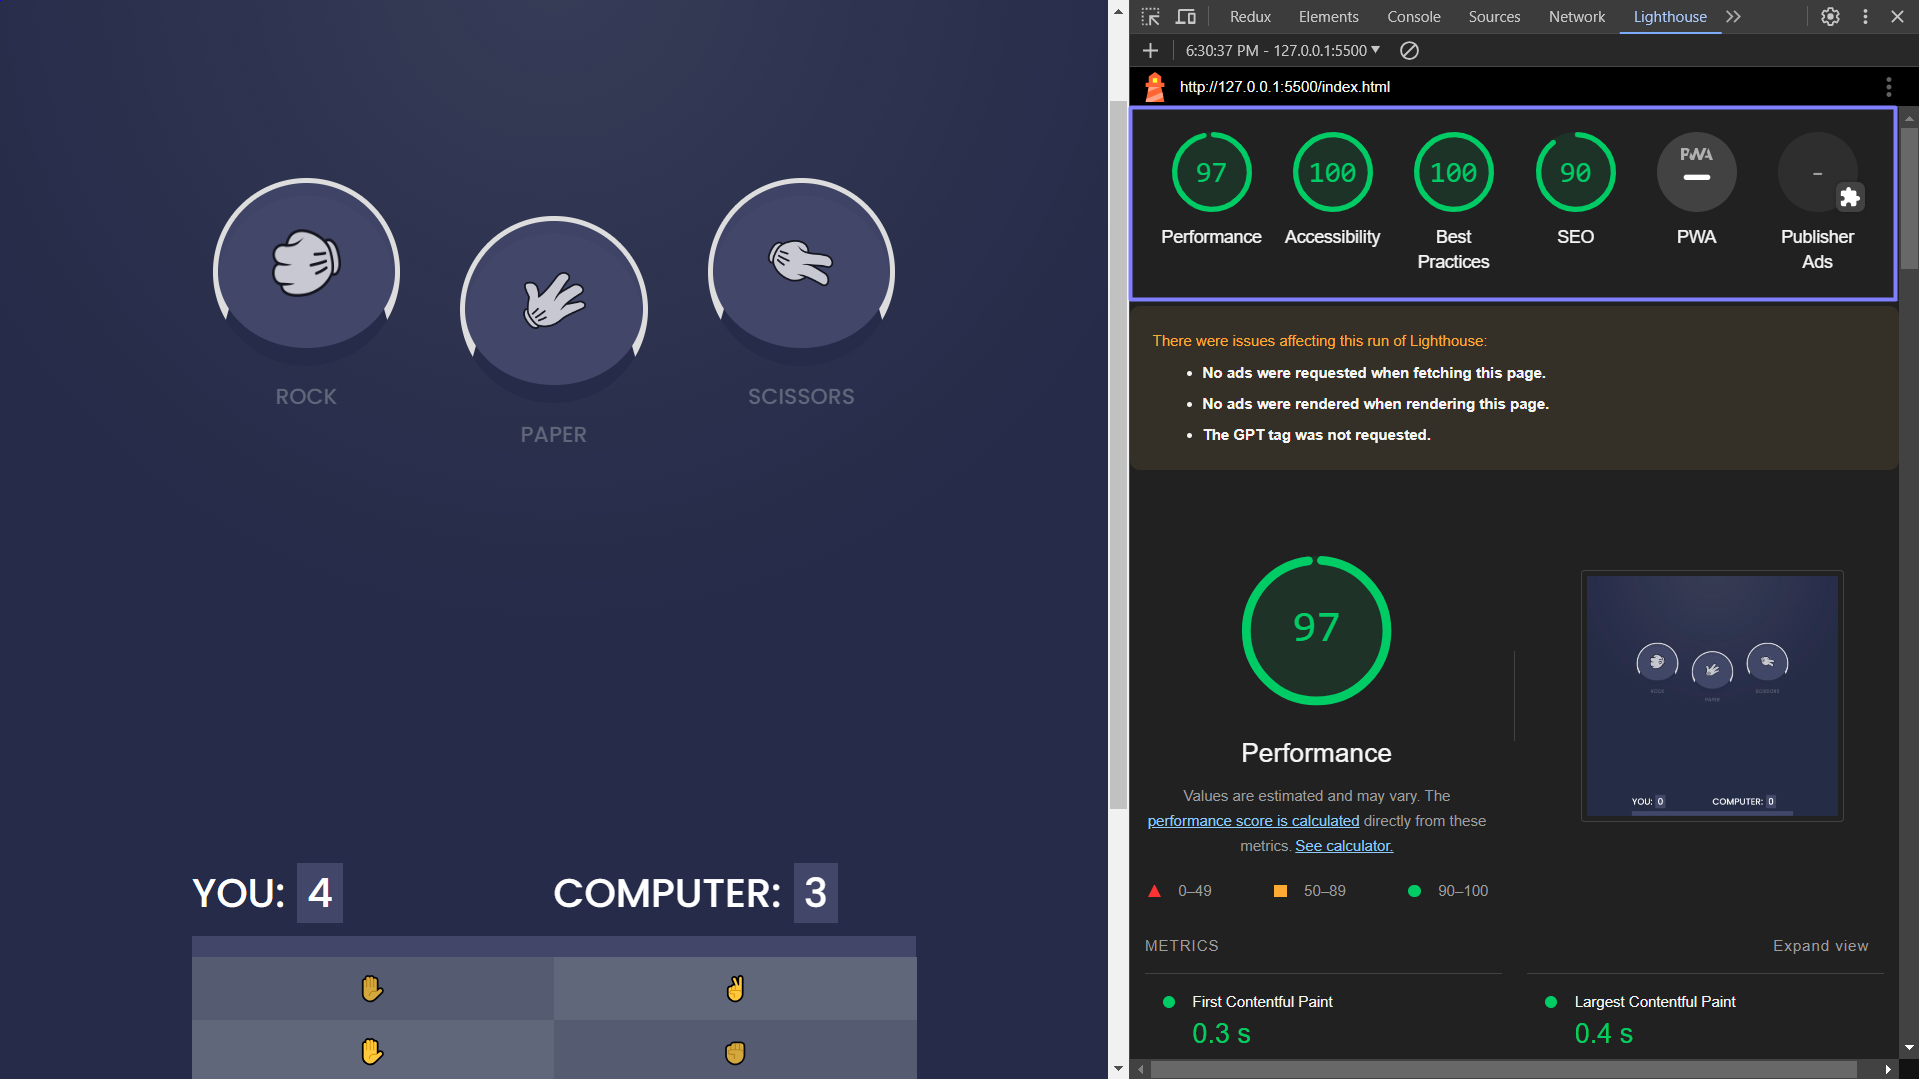 ROCK
PAPER
SCISSORS
YOU: 4
COMPUTER: 3
Redux
Elements
Console
Sources
Network
Lighthouse
6:30:37 PM - 127.0.0.1:5500
http://127.0.0.1:5500/index.html
97
100
100
90
PWA
-
Performance
Accessibility
Best
Practices
SEO
PWA
Publisher
Ads
There were issues affecting this run of Lighthouse:
No ads were requested when fetching this page.
No ads were rendered when rendering this page.
The GPT tag was not requested.
97
Performance
Values are estimated and may vary. The
performance score is calculated directly from these
metrics. See calculator.
0–49
50–89
90–100
ROCK
PAPER
SCISSORS
YOU: 0
COMPUTER: 0
METRICS
Expand view
First Contentful Paint
0.3 s
Largest Contentful Paint
0.4 s